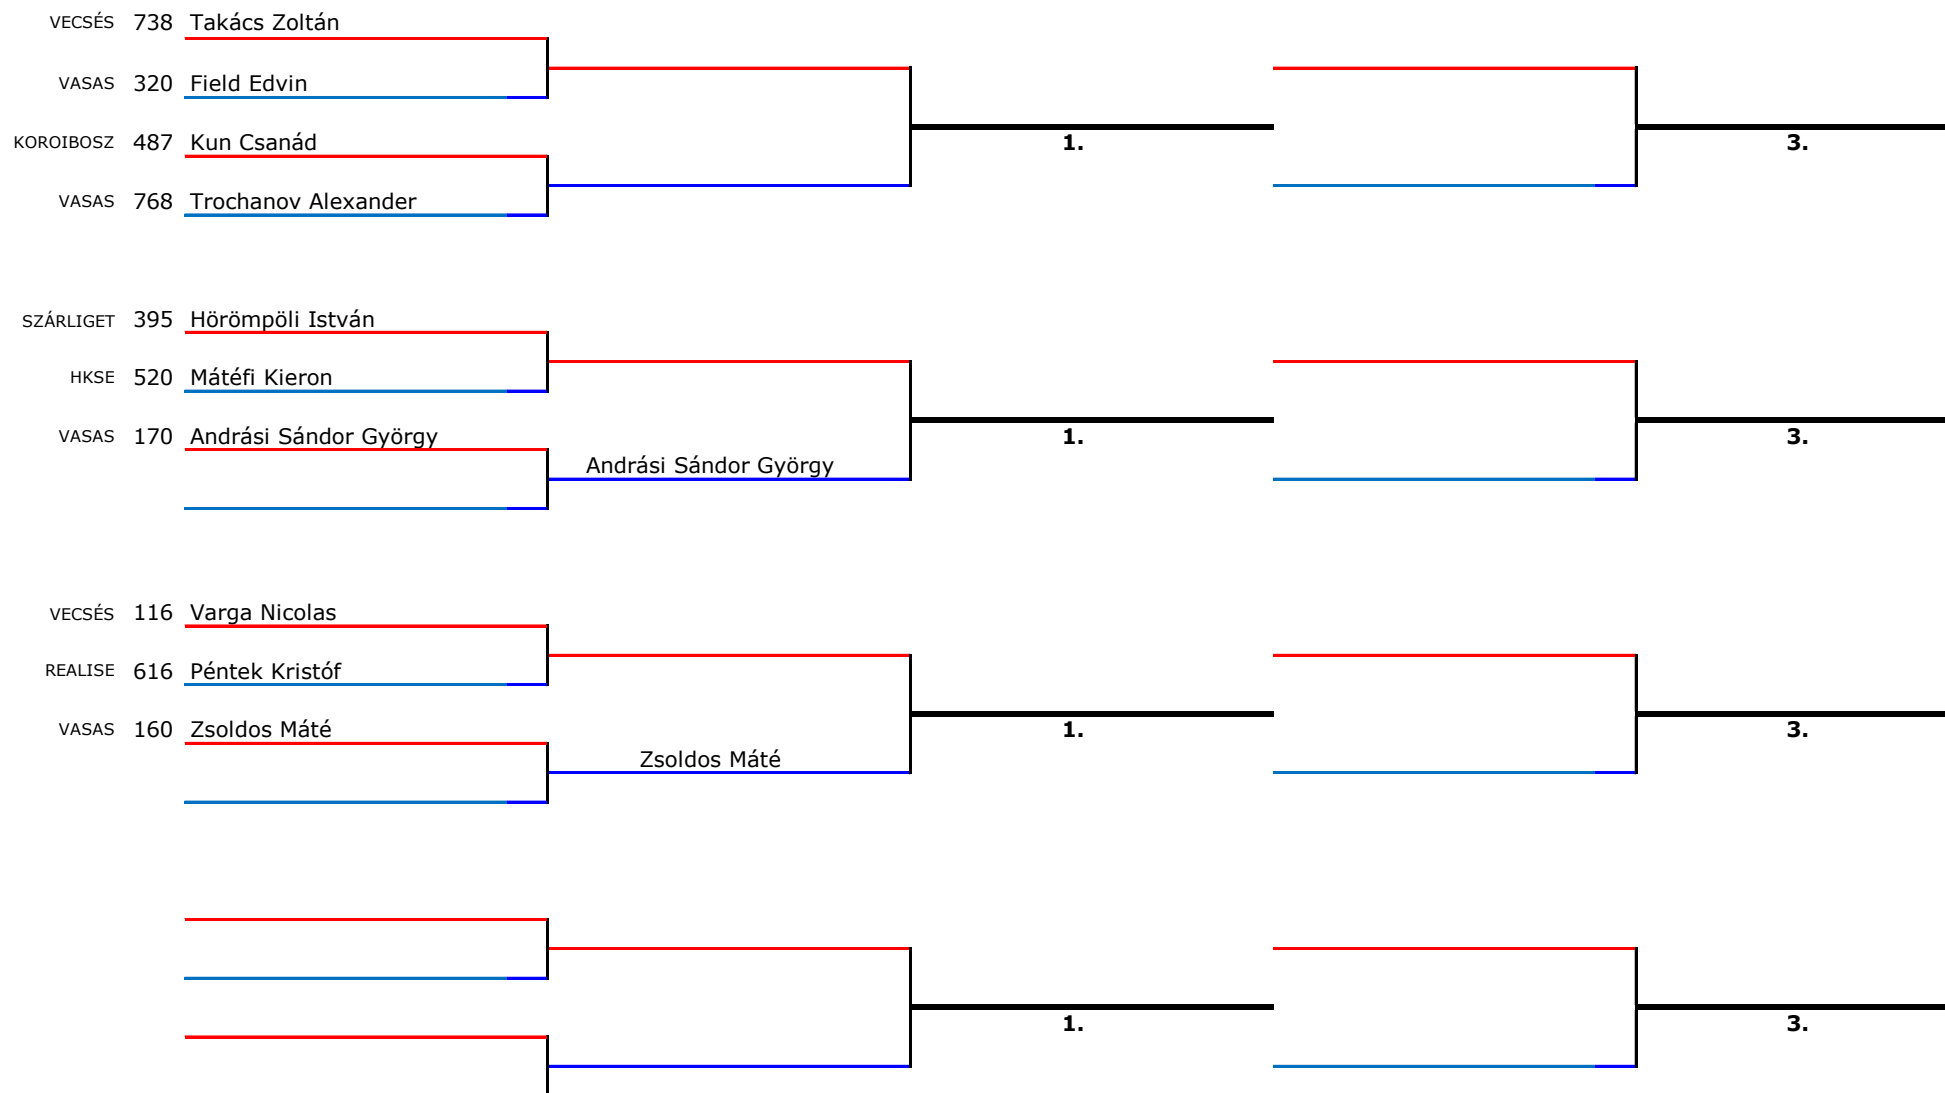 VECSÉS 738 Takács Zoltán
VASAS 320 Field Edvin
KOROIBOSZ 487 Kun Csanád 1. 3.
VASAS 768 Trochanov Alexander
SZÁRLIGET 395 Hörömpöli István
HKSE 520 Mátéfi Kieron
VASAS 170 Andrási Sándor György 1. 3.
Andrási Sándor György
VECSÉS 116 Varga Nicolas
REALISE 616 Péntek Kristóf
VASAS 160 Zsoldos Máté 1. 3.
Zsoldos Máté
1. 3.